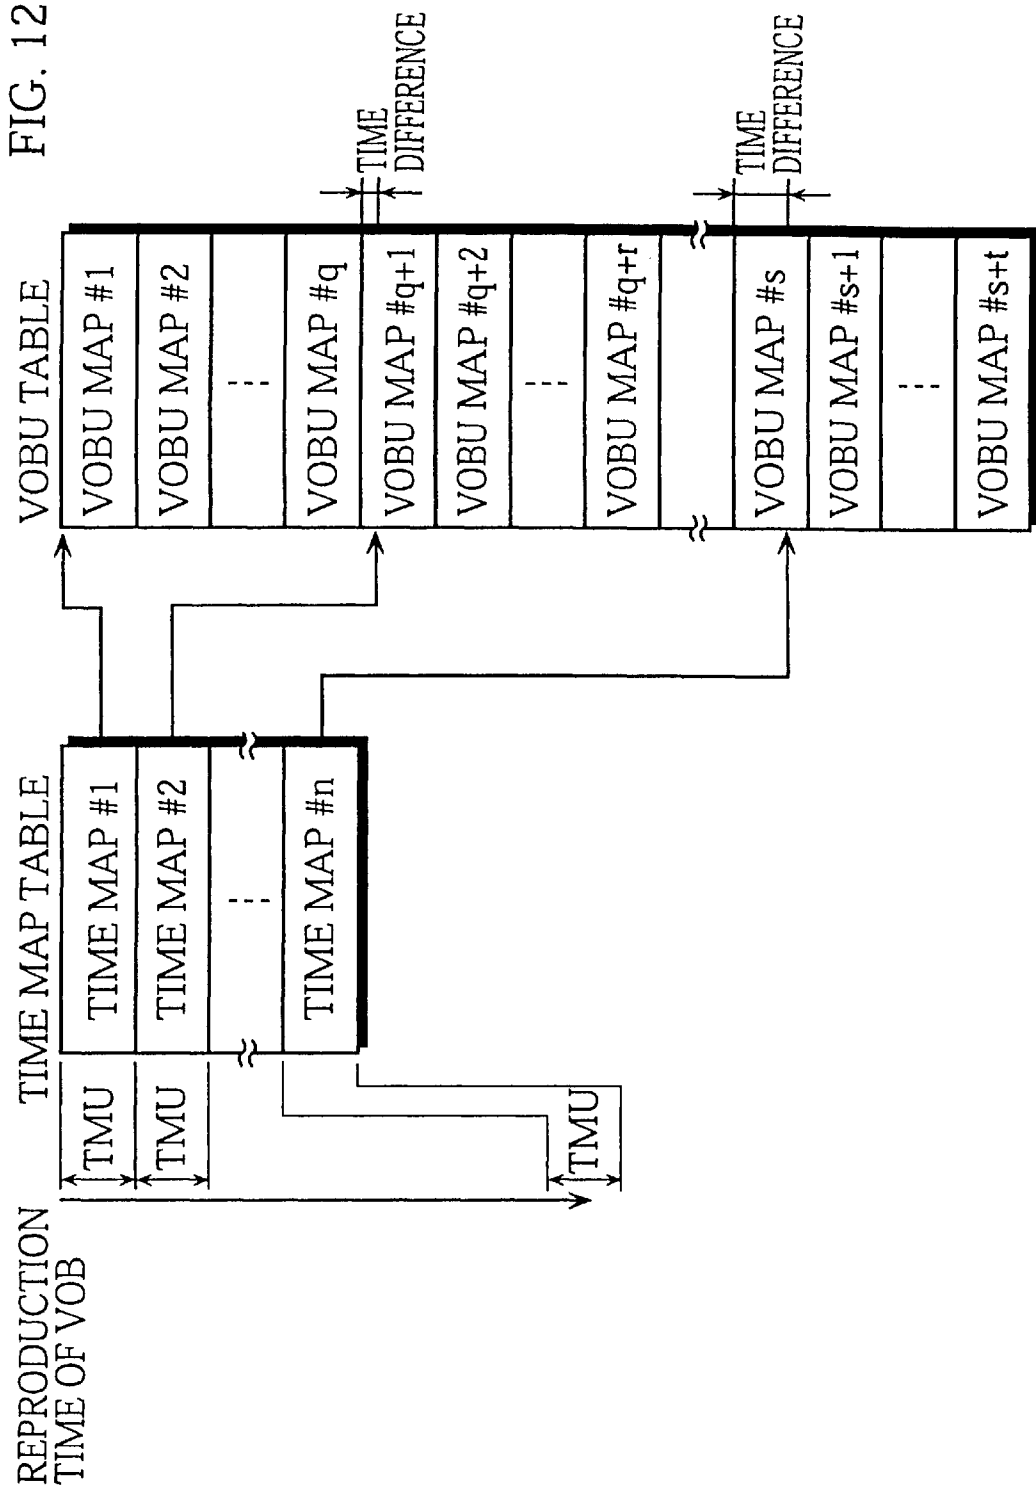 FIG. 12
REPRODUCTION
TIME OF VOB
TMU
TMU
TMU
TIME MAP TABLE
TIME MAP #1
TIME MAP #2
---
TIME MAP #n
VOBU TABLE
VOBU MAP #1
VOBU MAP #2
---
VOBU MAP #q
VOBU MAP #q+1
VOBU MAP #q+2
---
VOBU MAP #q+r
VOBU MAP #s
VOBU MAP #s+1
---
VOBU MAP #s+t
TIME
DIFFERENCE
TIME
DIFFERENCE